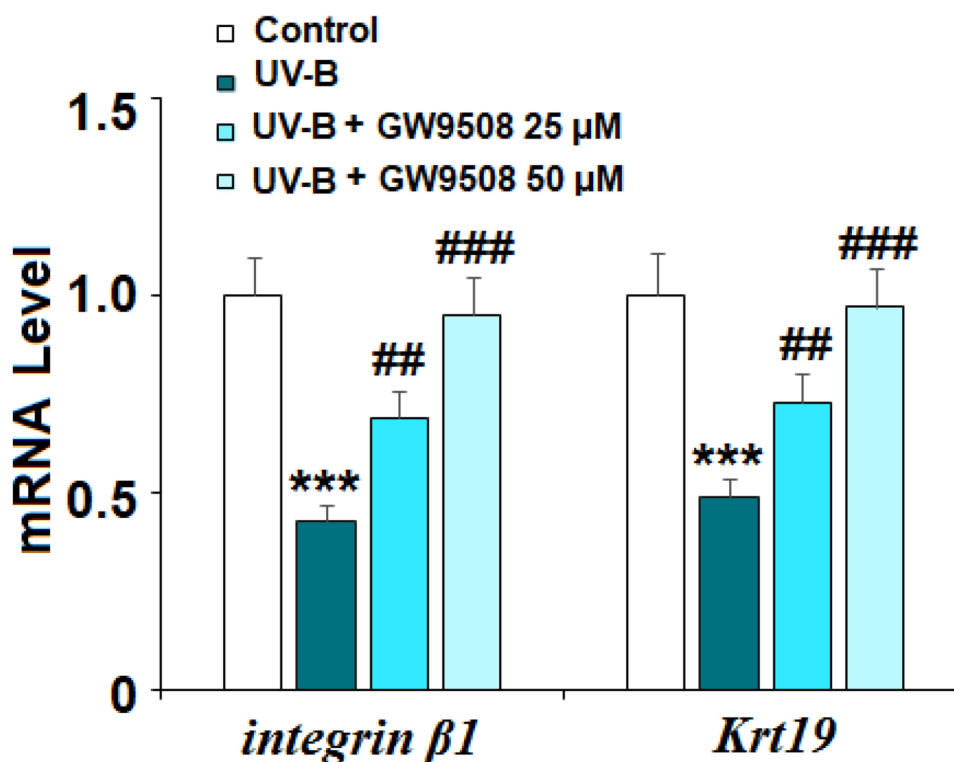 Control
UV-B
UV-B + GW9508 25 µM
UV-B + GW9508 50 µM
mRNA Level
1.5
1.0
0.5
0
***
##
###
***
##
###
integrin β1
Krt19